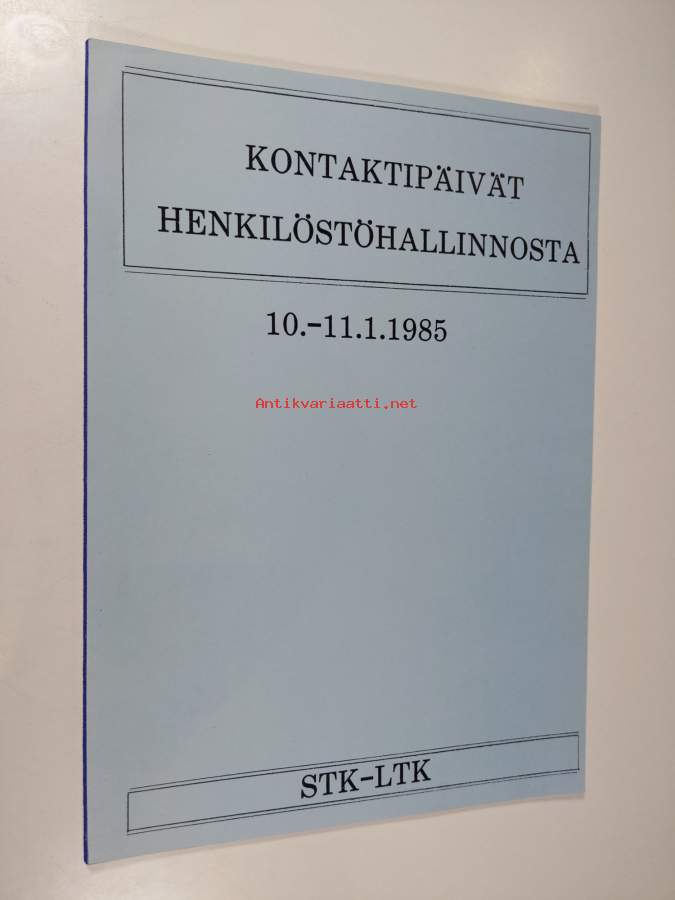 KONTAKTIPÄIVÄT
HENKILÖSTÖHALLINNOSTA
10.-11.1.1985
Antikvariaatti.net
STK-LTK